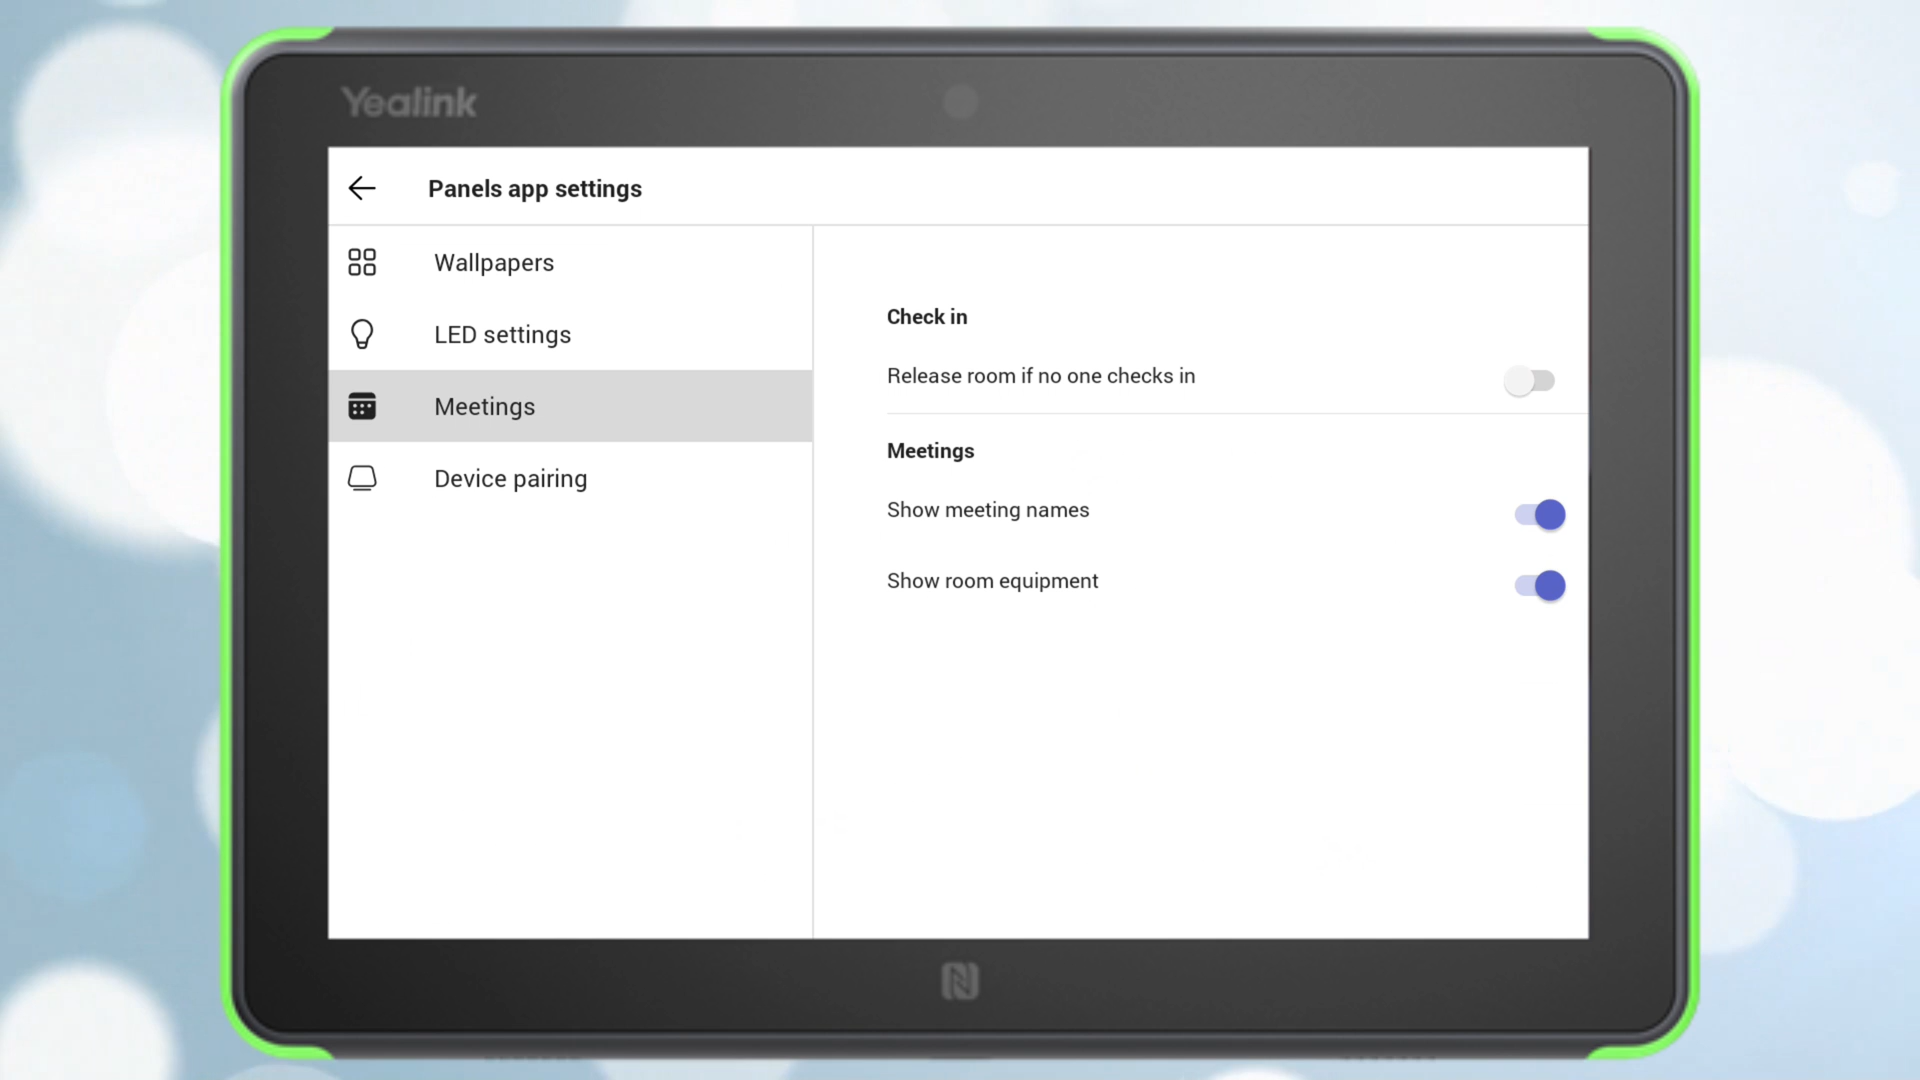 Yealink
Panels app settings
Wallpapers
LED settings
Meetings
Device pairing
Check in
Release room if no one checks in
Meetings
Show meeting names
Show room equipment